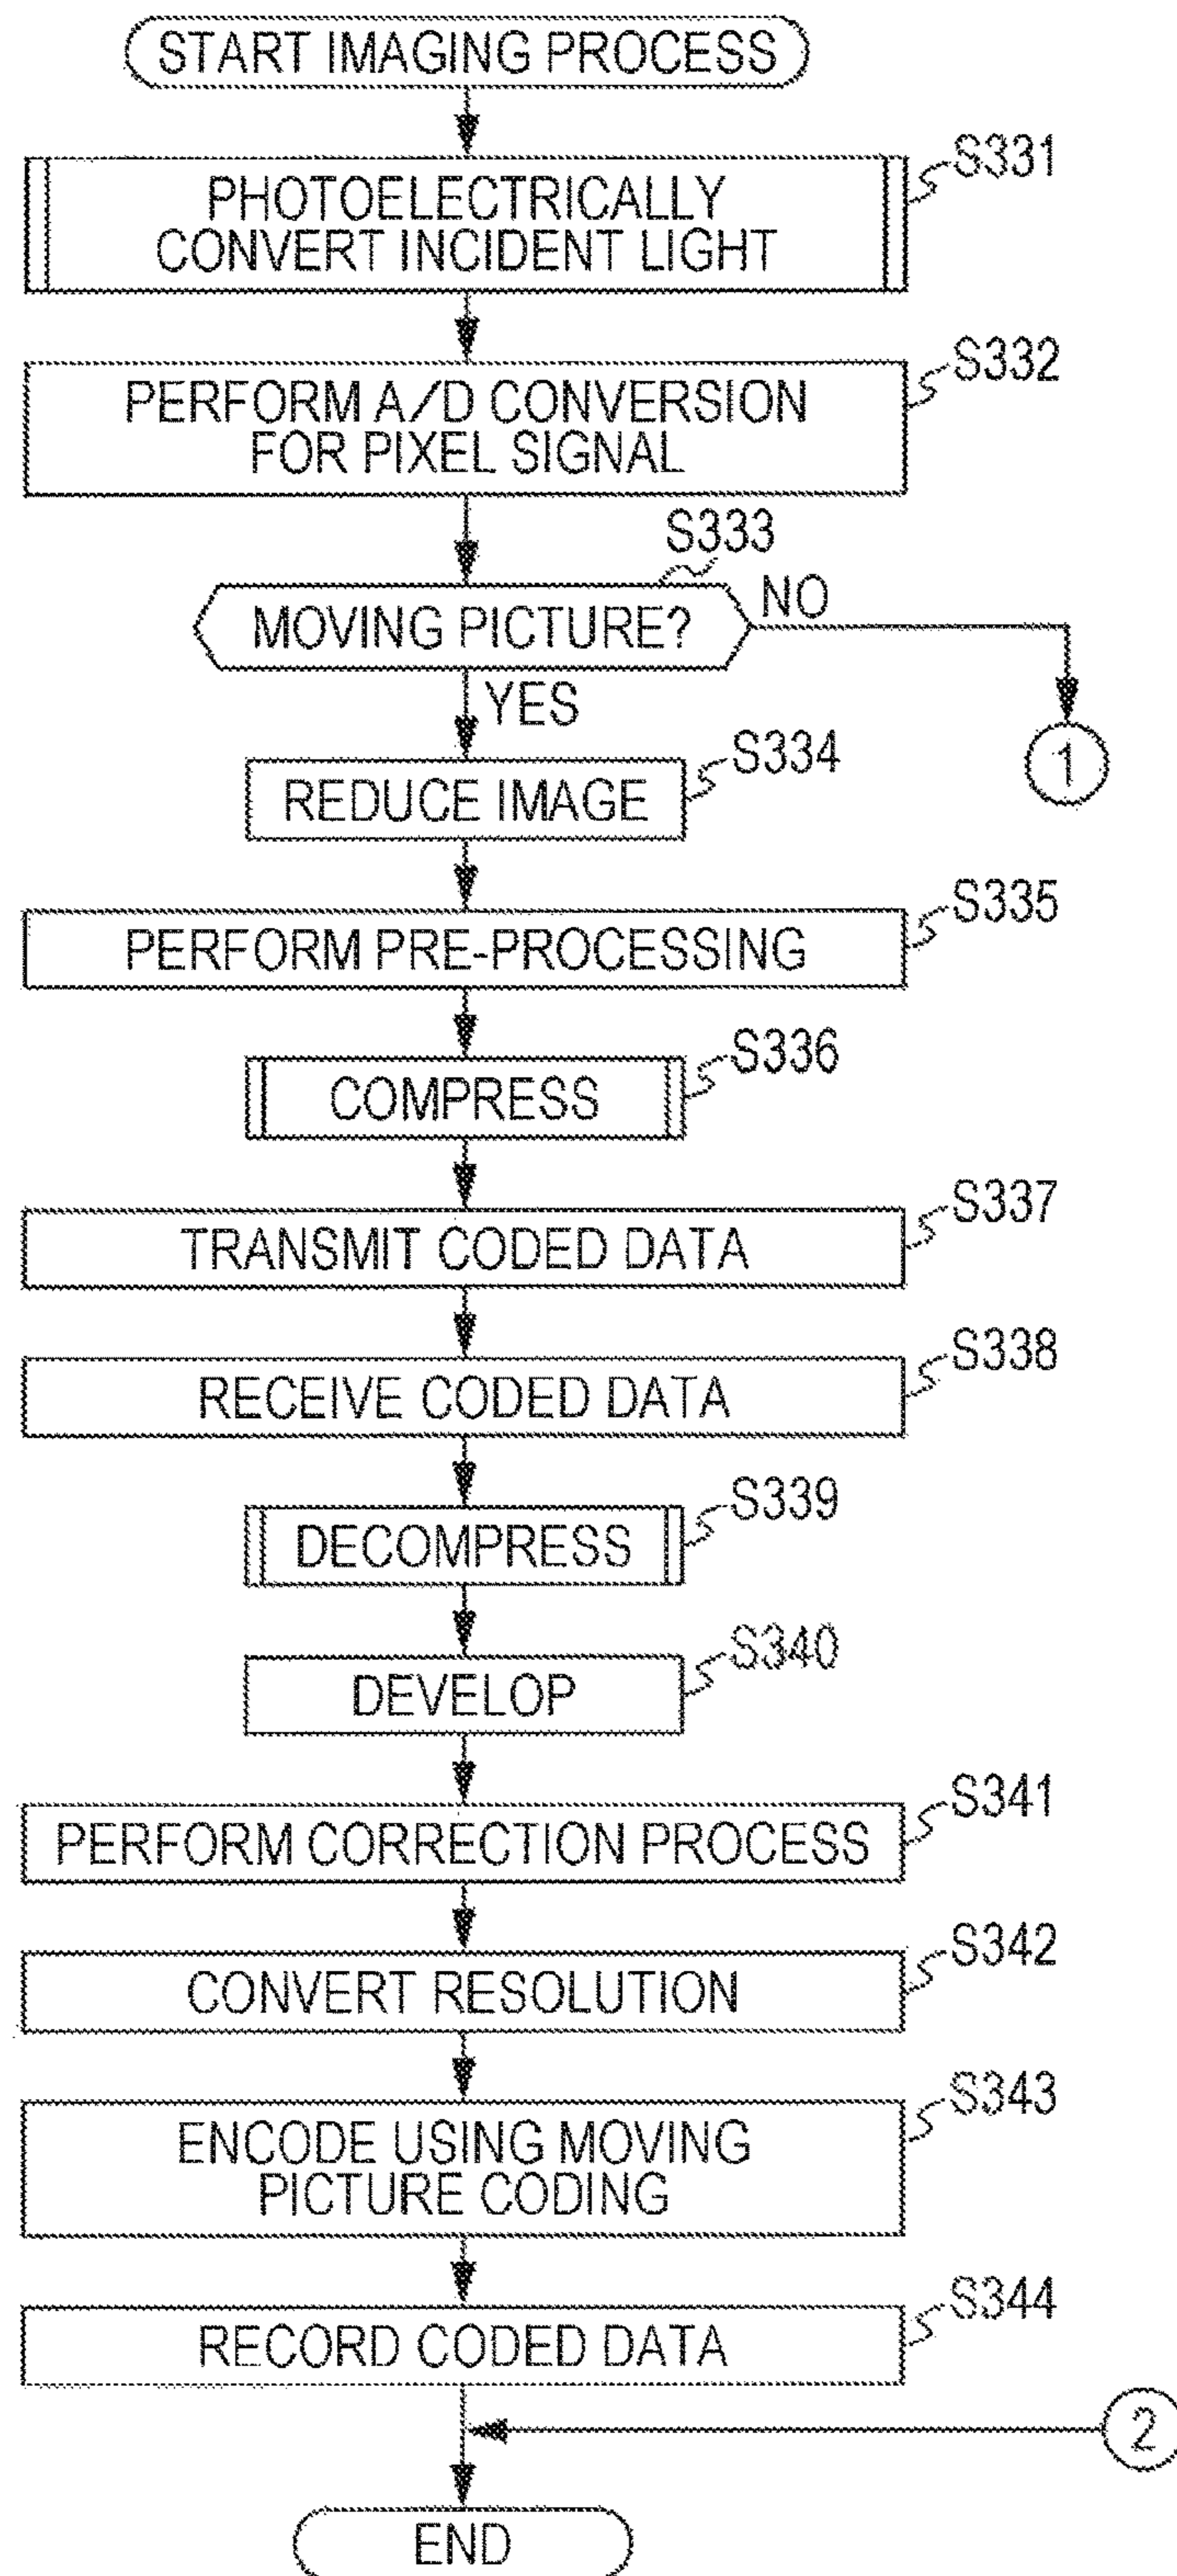 START IMAGING PROCESS
S331
PHOTOELECTRICALLY
CONVERT INCIDENT LIGHT
S332
PERFORM A/D CONVERSION
FOR PIXEL SIGNAL
S333
MOVING PICTURE?
NO
YES
1
S334
REDUCE IMAGE
S335
PERFORM PRE-PROCESSING
S336
COMPRESS
S337
TRANSMIT CODED DATA
S338
RECEIVE CODED DATA
S339
DECOMPRESS
S340
DEVELOP
S341
PERFORM CORRECTION PROCESS
S342
CONVERT RESOLUTION
S343
ENCODE USING MOVING
PICTURE CODING
S344
RECORD CODED DATA
2
END